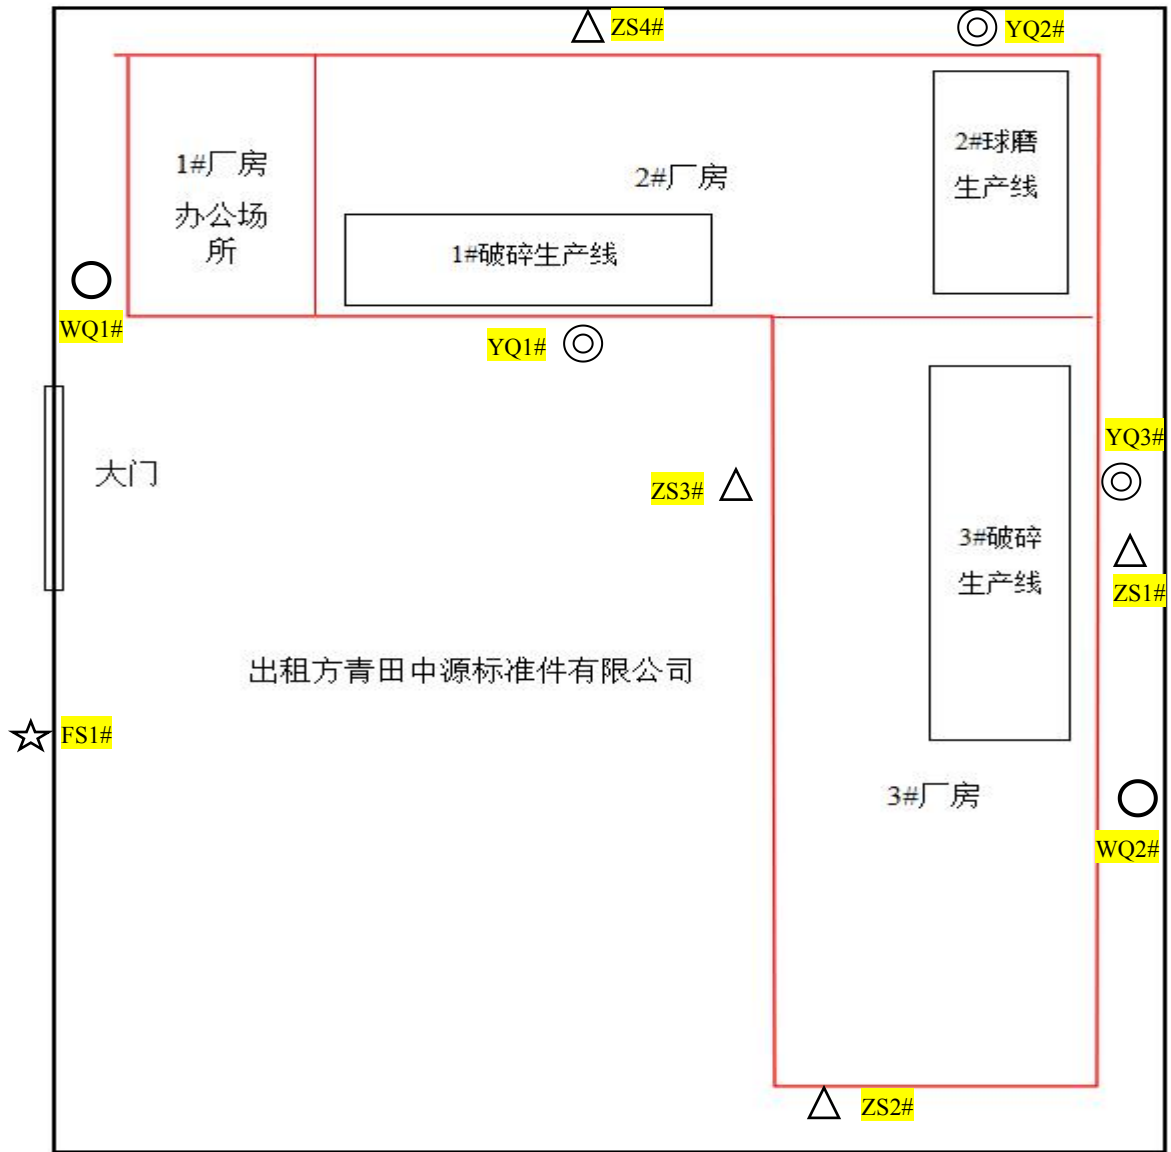 ZS4#
YQ2#
1#厂房
办公场
所
2#厂房
2#球磨
生产线
1#破碎生产线
WQ1#
YQ1#
大门
ZS3#
YQ3#
3#破碎
生产线
ZS1#
出租方青田中源标准件有限公司
FS1#
3#厂房
WQ2#
ZS2#